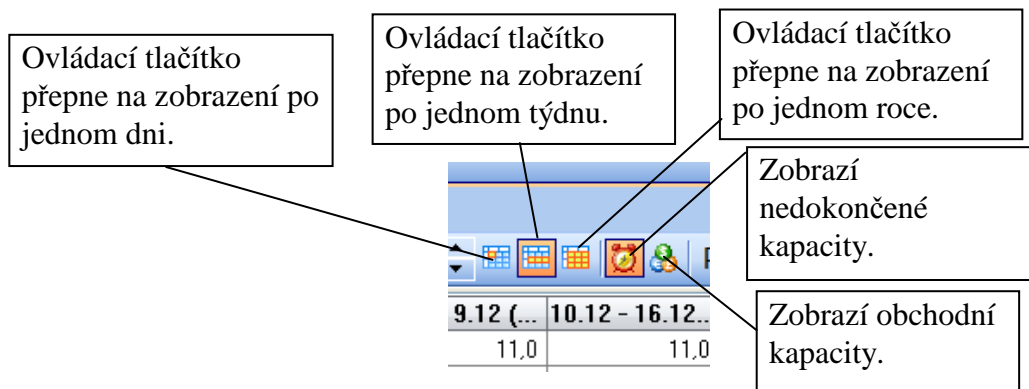 Ovládací tlačítko
přepne na zobrazení po
jednom dni.
Ovládací tlačítko
přepne na zobrazení
po jednom týdnu.
Ovládací tlačítko
přepne na zobrazení
po jednom roce.
Zobrazí
nedokončené
kapacity.
Zobrazí obchodní
kapacity.
9.12 (... 10.12 - 16.12..
11,0 11,0